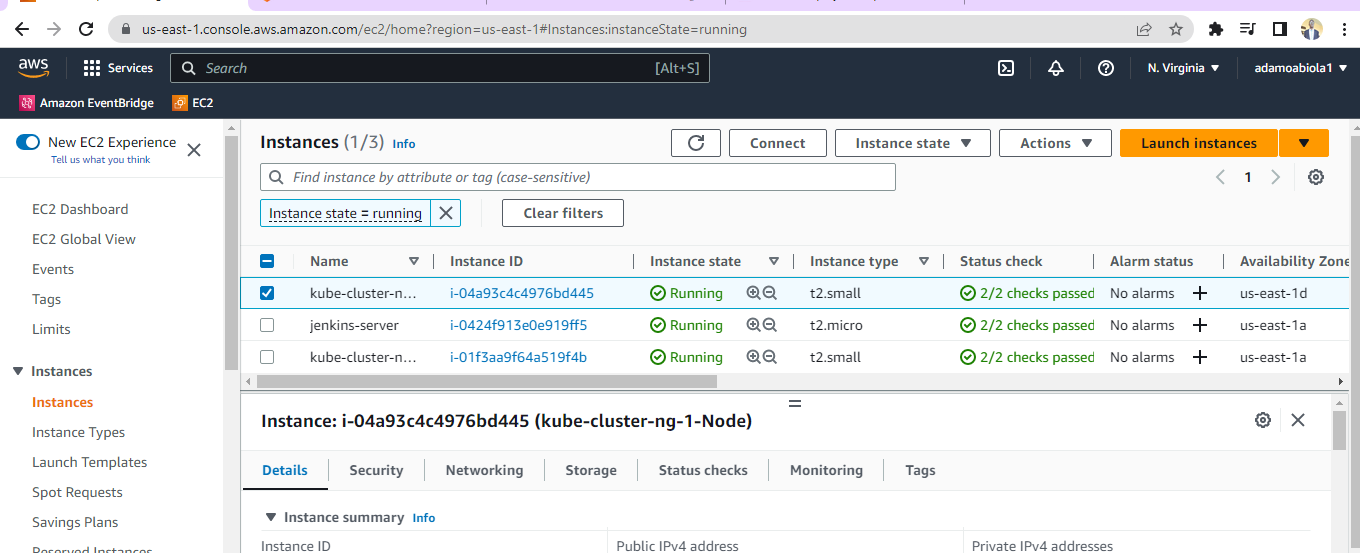 us-east-1.console.aws.amazon.com/ec2/home?region=us-east-1#Instances:instanceState=running
aws Services Search [Alt+S] N. Virginia adamoabiola1
Amazon EventBridge EC2
New EC2 Experience
Tell us what you think
EC2 Dashboard
EC2 Global View
Events
Tags
Limits
Instances
Instances
Instance Types
Launch Templates
Spot Requests
Savings Plans
Reserved Instances
Instances (1/3) Info Connect Instance state Actions Launch instances
Find instance by attribute or tag (case-sensitive) 1
Instance state = running Clear filters
Name Instance ID Instance state Instance type Status check Alarm status Availability Zone
kube-cluster-n... i-04a93c4c4976bd445 Running t2.small 2/2 checks passed No alarms us-east-1d
jenkins-server i-0424f913e0e919ff5 Running t2.micro 2/2 checks passed No alarms us-east-1a
kube-cluster-n... i-01f3aa9f64a519f4b Running t2.small 2/2 checks passed No alarms us-east-1a
Instance: i-04a93c4c4976bd445 (kube-cluster-ng-1-Node)
Details Security Networking Storage Status checks Monitoring Tags
Instance summary Info
Instance ID Public IPv4 address Private IPv4 addresses